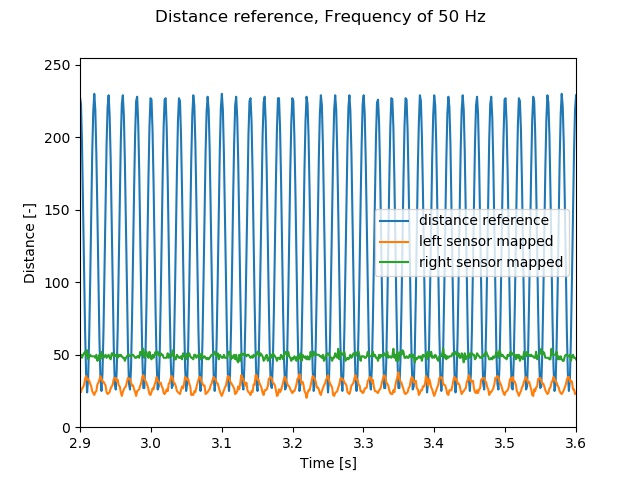 Distance reference, Frequency of 50 Hz
250
200
150
100
50
0
Distance [-]
distance reference
left sensor mapped
right sensor mapped
2.9 3.0 3.1 3.2 3.3 3.4 3.5 3.6
Time [s]